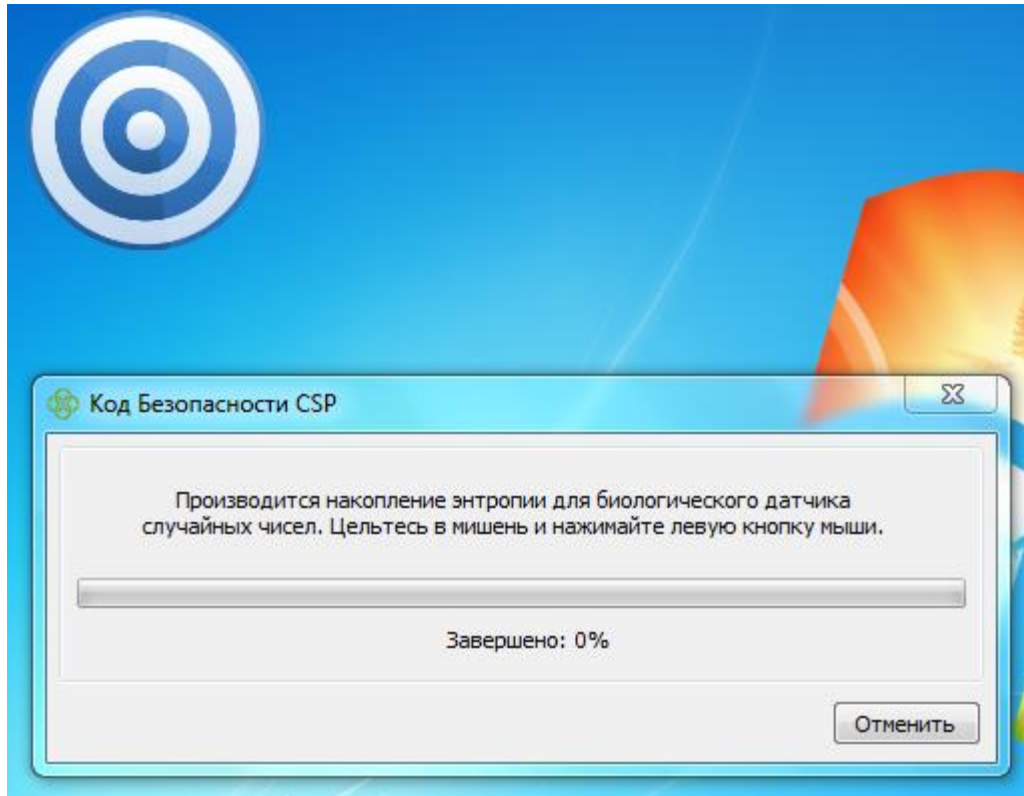 Код Безопасности CSP
Производится накопление энтропии для биологического датчика
случайных чисел. Цельтесь в мишень и нажимайте левую кнопку мыши.
Завершено: 0%
Отменить